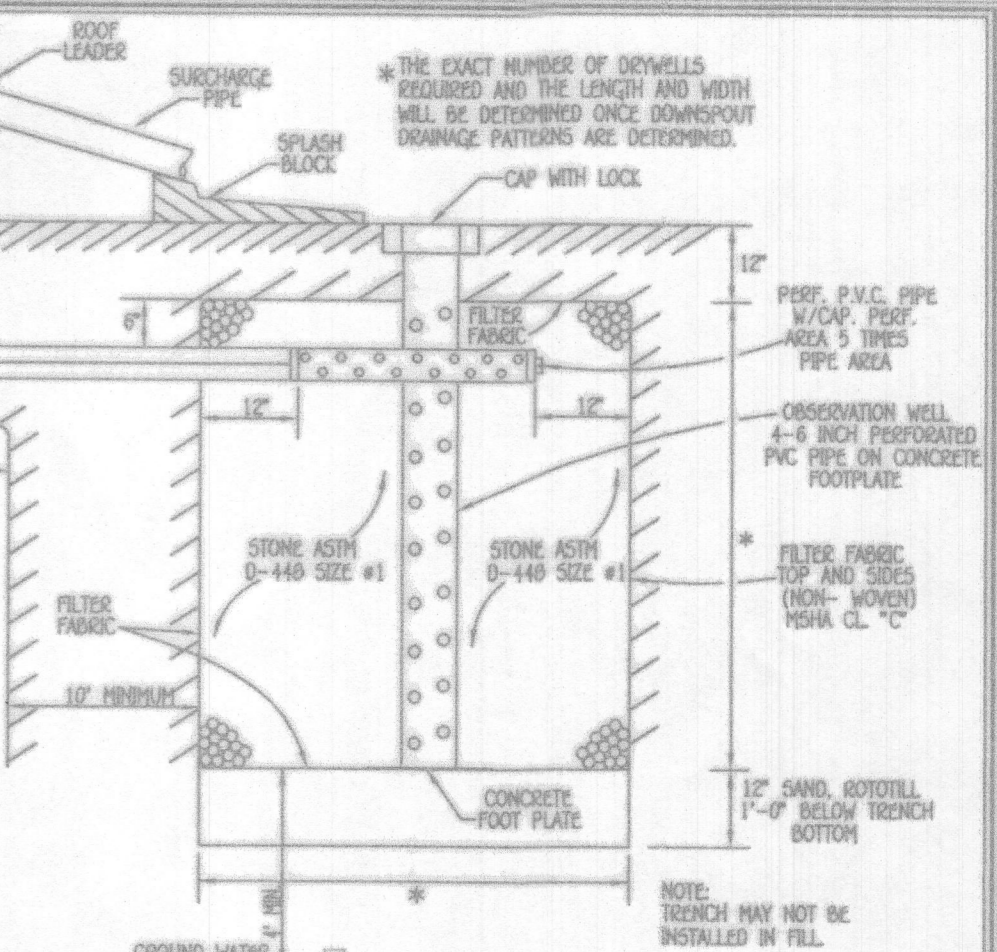 ROOF
LEADER
SURCHARGE
PIPE
SPLASH
BLOCK
* THE EXACT NUMBER OF DRYWELLS
REQUIRED AND THE LENGTH AND WIDTH
WILL BE DETERMINED ONCE DOWNSPOUT
DRAINAGE PATTERNS ARE DETERMINED.
CAP WITH LOCK
12"
6"
FILTER
FABRIC
PERF. P.V.C. PIPE
W/CAP. PERF.
AREA 5 TIMES
PIPE AREA
12"
12"
OBSERVATION WELL
4-6 INCH PERFORATED
PVC PIPE ON CONCRETE
FOOTPLATE
STONE ASTM
D-448 SIZE #1
STONE ASTM
D-448 SIZE #1
*
FILTER FABRIC
TOP AND SIDES
(NON- WOVEN)
MSHA CL. "C"
FILTER
FABRIC
10' MINIMUM
CONCRETE
FOOT PLATE
12" SAND, ROTOTILL
1'-0" BELOW TRENCH
BOTTOM
*
4' MIN
NOTE:
TRENCH MAY NOT BE
INSTALLED IN FILL
GROUND WATER